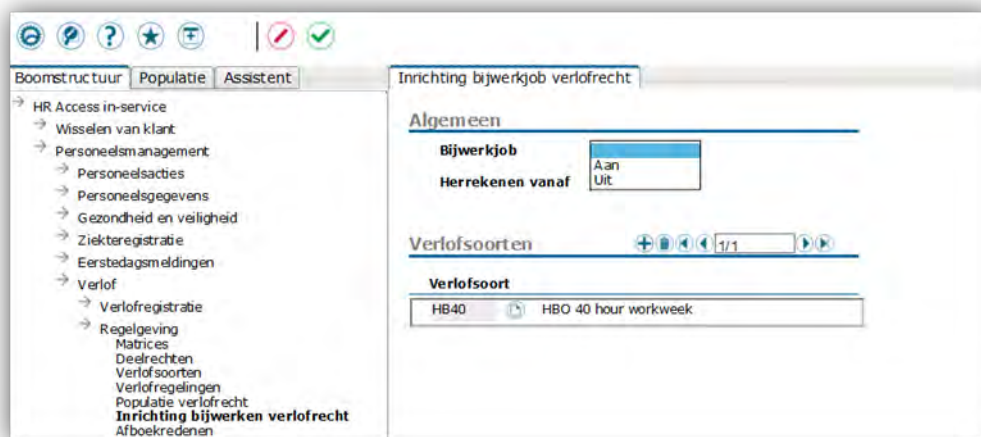 Boomstructuur Populatie Assistent
HR Access in-service
Wisselen van klant
Personeelsmanagement
Personeelsacties
Personeelsgegevens
Gezondheid en veiligheid
Ziekteregistratie
Eerstedagsmeldingen
Verlof
Verlofregistratie
Regelgeving
Matrices
Deelrechten
Verlofsoorten
Verlofregelingen
Populatie verlofrecht
Inrichting bijwerken verlofrecht
Afboekredenen
Inrichting bijwerkjob verlofrecht
Algemeen
Bijwerkjob
Aan
Herrekenen vanaf Uit
Verlofsoorten 1/1
Verlofsoort
HB40 HBO 40 hour workweek